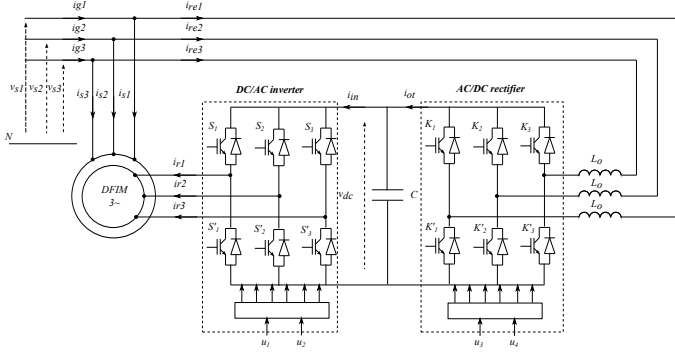 ig1 ire1
ig2 ire2
ig3 ire3
vs1 vs2 vs3
is3 is2 is1
N
DC/AC inverter
AC/DC rectifier
iin iot
S1 S2 S3
K1 K2 K3
DFIM
3~
ir1
ir2
ir3
vdc
C
Lo
Lo
Lo
S'1 S'2 S'3
K'1 K'2 K'3
u1 u2
u3 u4